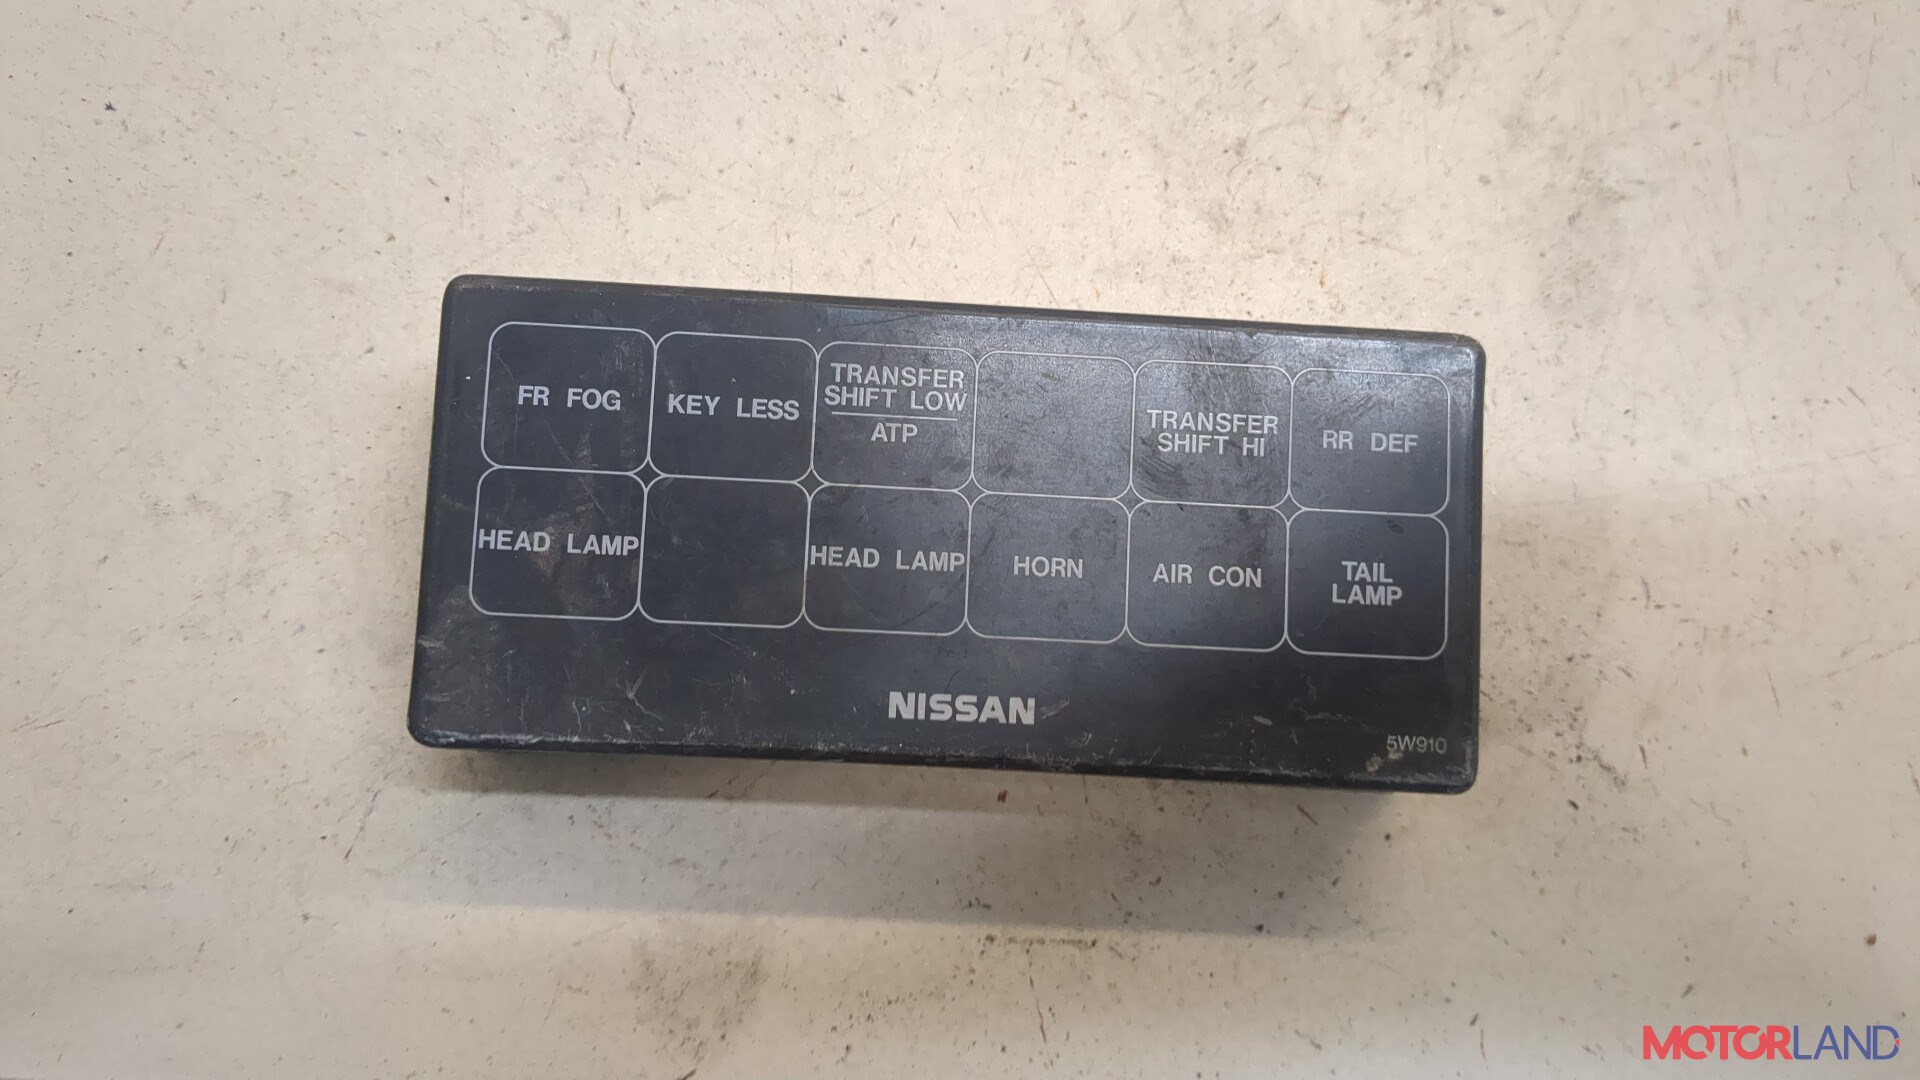 FR FOG
KEY LESS
TRANSFER
SHIFT LOW
ATP
TRANSFER
SHIFT HI
RR DEF
HEAD LAMP
HEAD LAMP
HORN
AIR CON
TAIL
LAMP
NISSAN
5W910
MOTORLAND